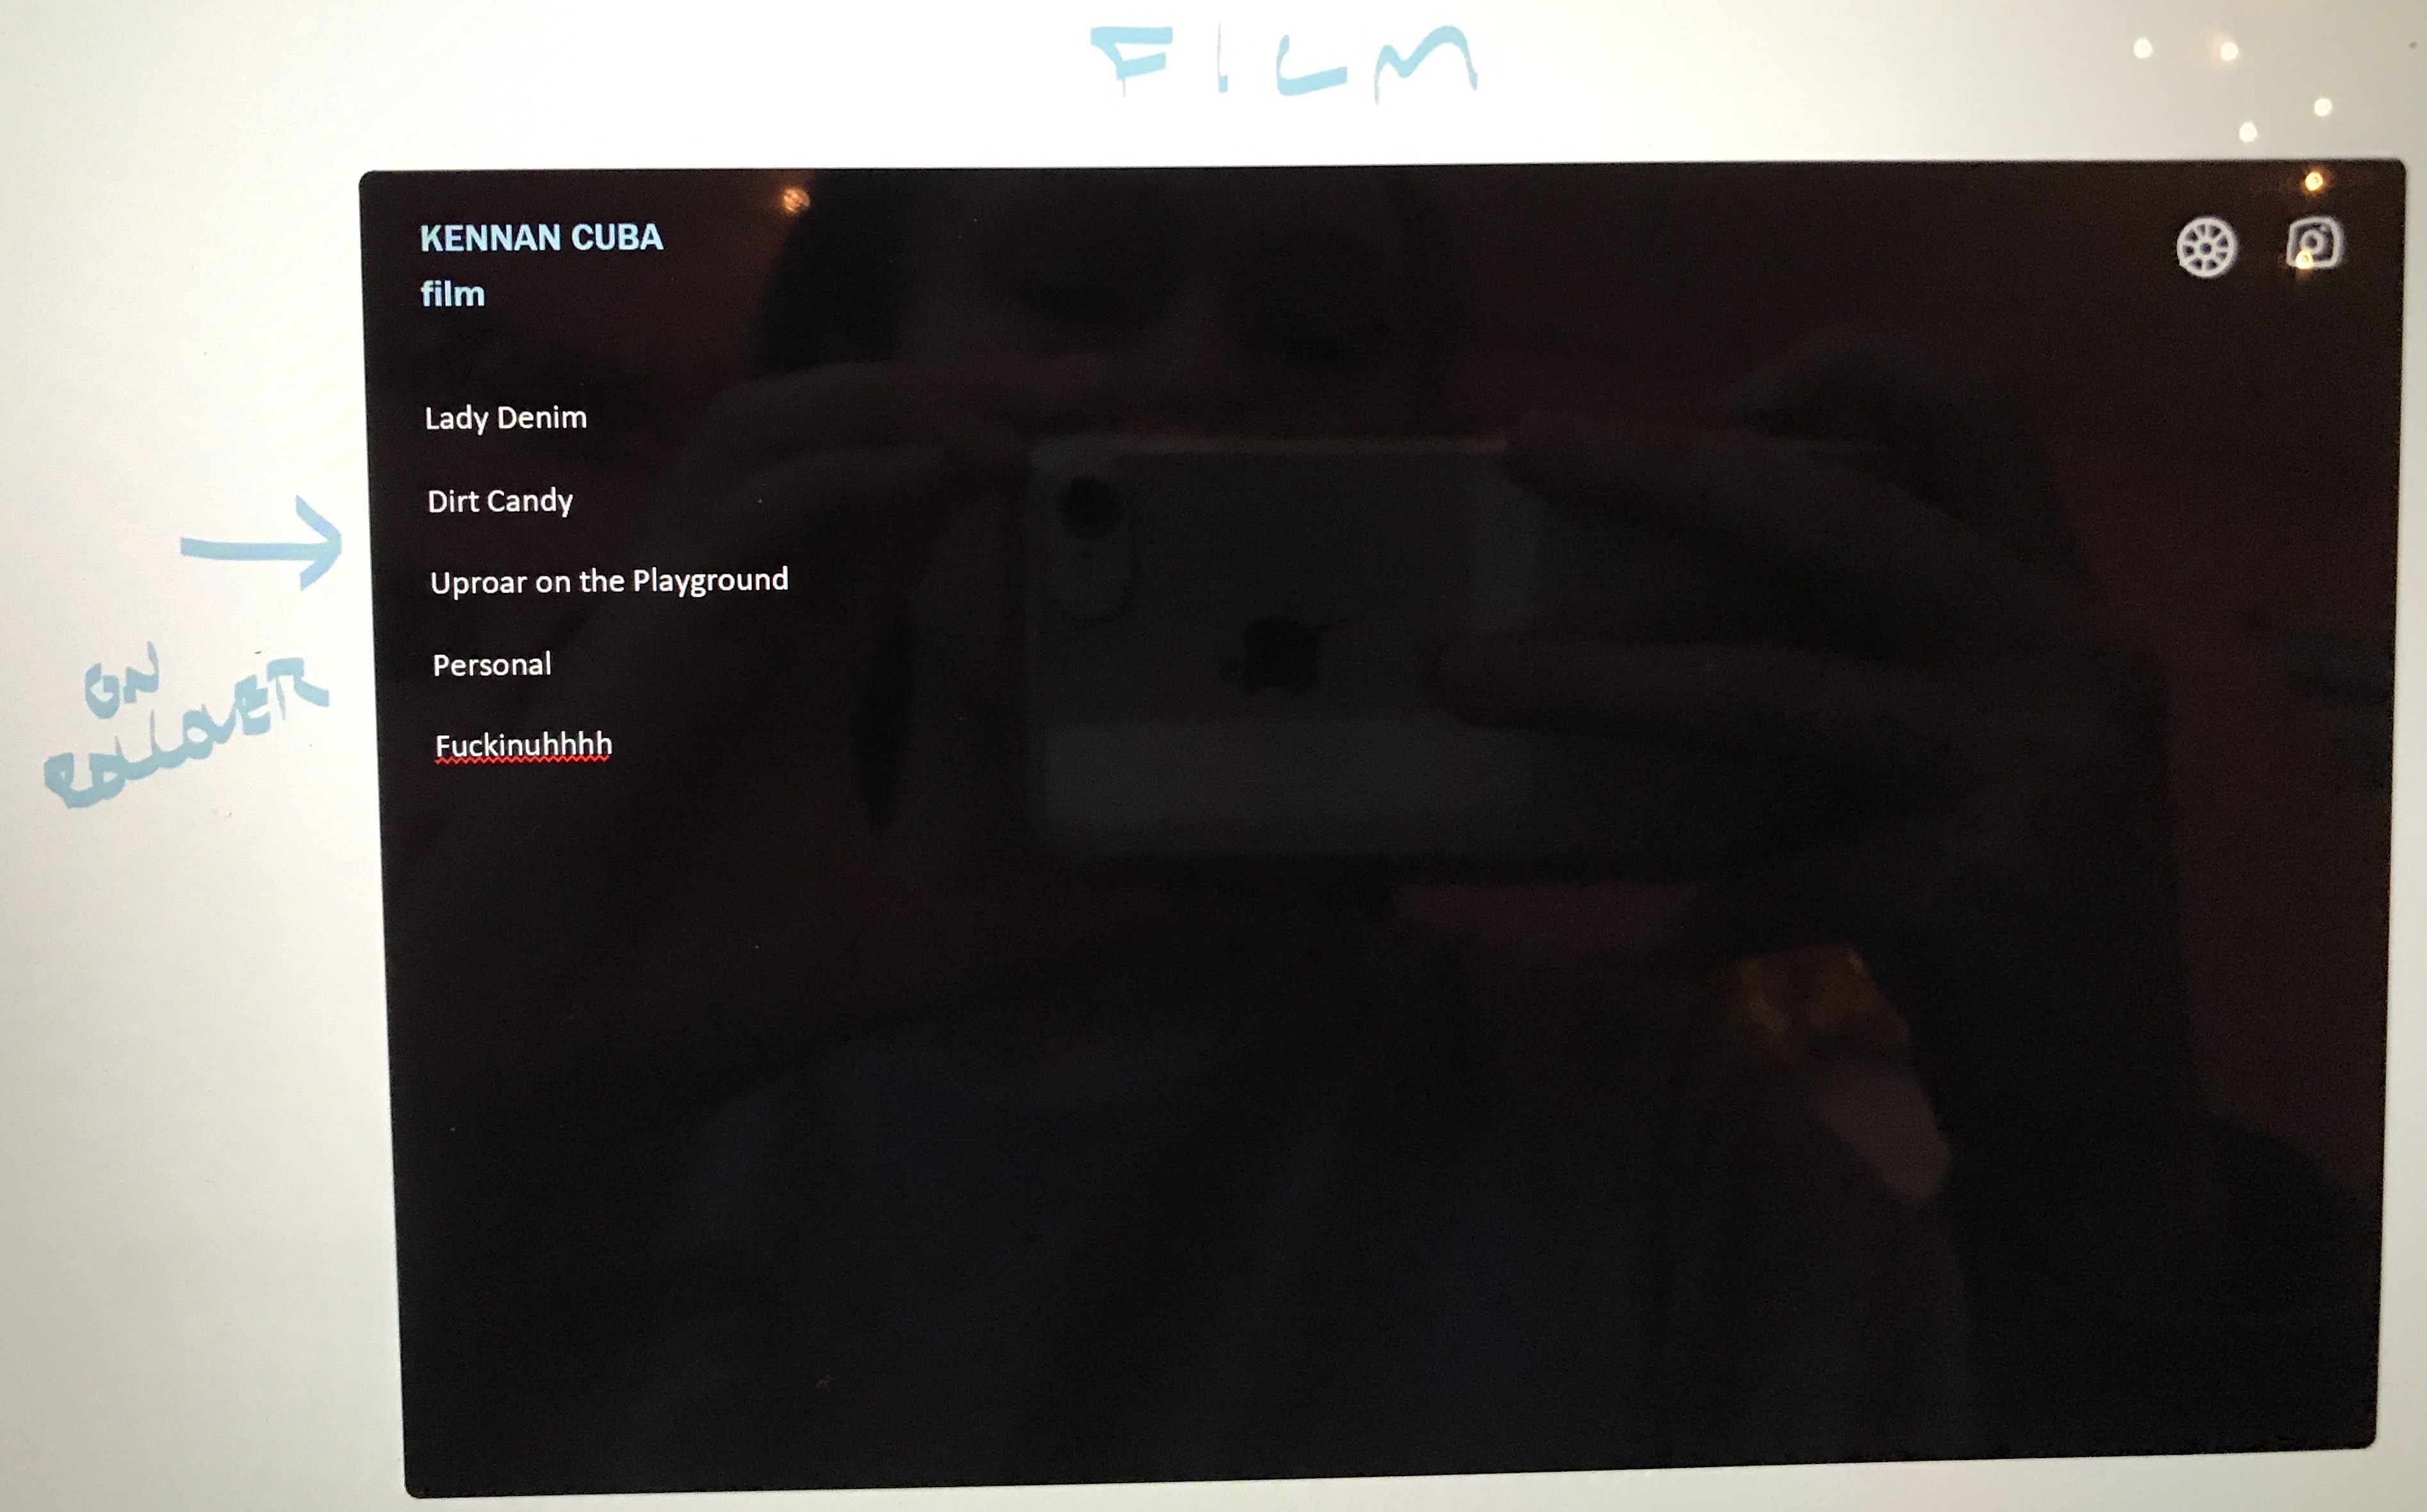 FILM
KENNAN CUBA
film
Lady Denim
Dirt Candy
Uproar on the Playground
Personal
Fuckinuhhhh
ON
ROLLOVER